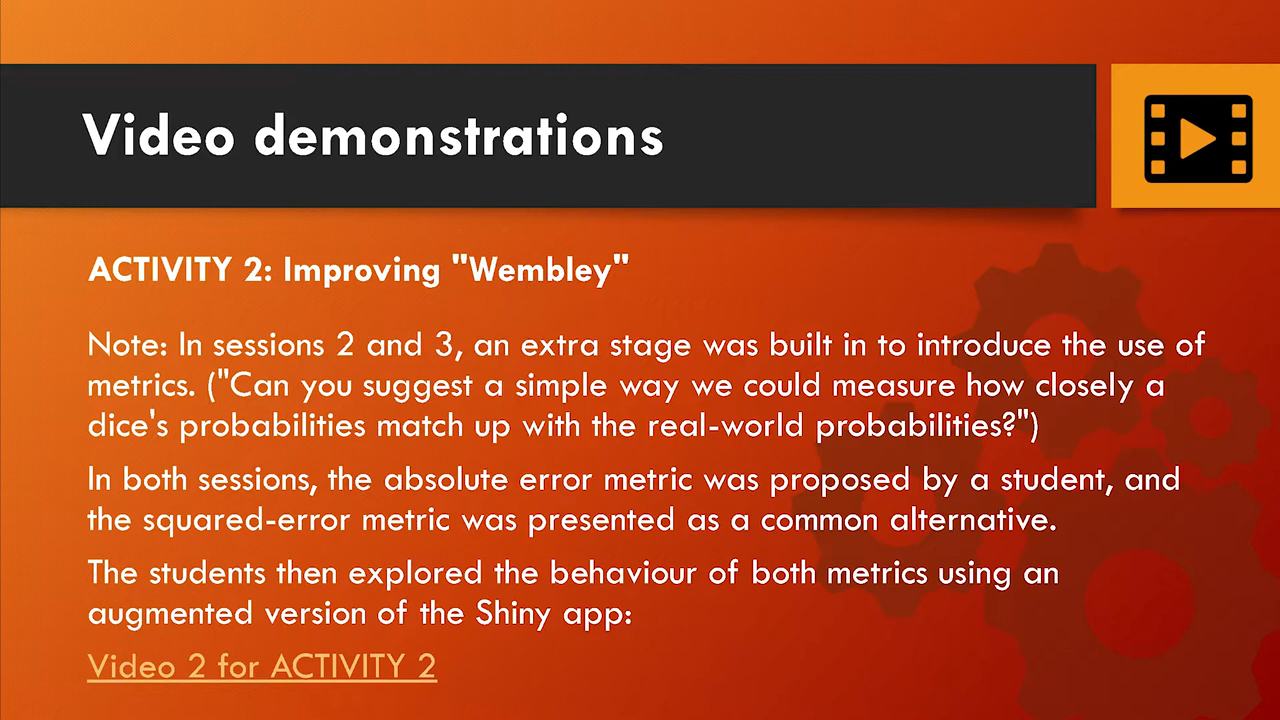 Video demonstrations
ACTIVITY 2: Improving "Wembley"
Note: In sessions 2 and 3, an extra stage was built in to introduce the use of
metrics. ("Can you suggest a simple way we could measure how closely a
dice's probabilities match up with the real-world probabilities?")
In both sessions, the absolute error metric was proposed by a student, and
the squared-error metric was presented as a common alternative.
The students then explored the behaviour of both metrics using an
augmented version of the Shiny app:
Video 2 for ACTIVITY 2